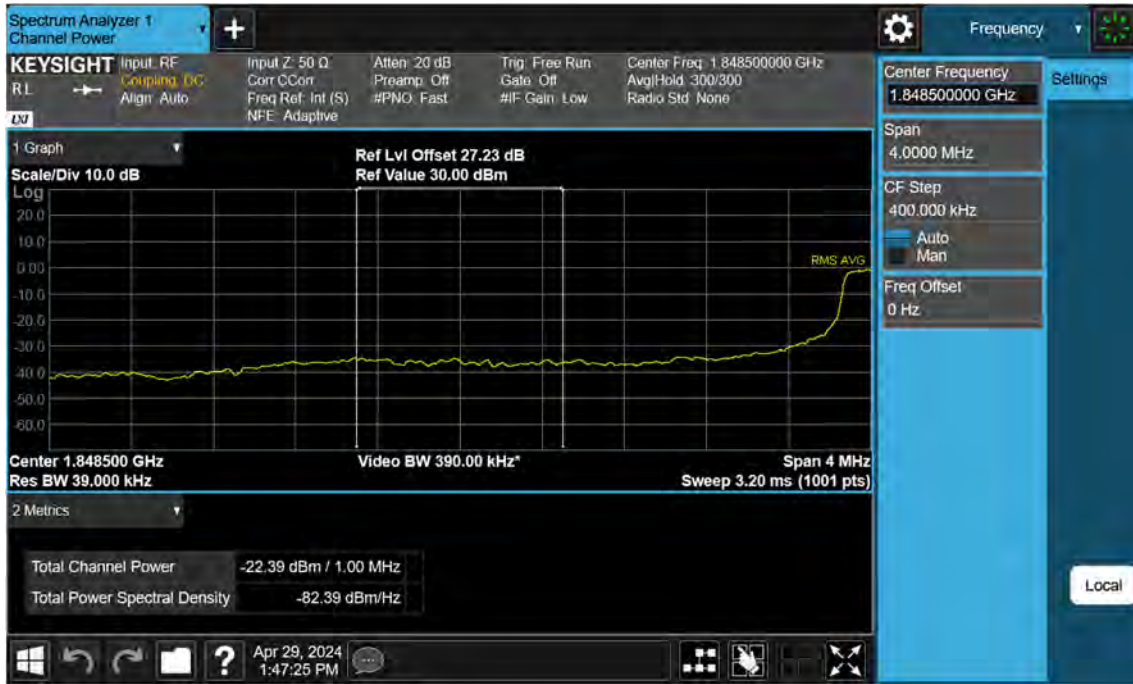 Spectrum Analyzer 1
Channel Power
+
Frequency
KEYSIGHT
R L
LXI
Input: RF
Coupling: DC
Align: Auto
Input Z: 50 Ω
Corr CCorr
Freq Ref: Int (S)
NFE: Adaptive
Atten: 20 dB
Preamp: Off
#PNO: Fast
Trig: Free Run
Gate: Off
#IF Gain: Low
Center Freq: 1.848500000 GHz
Avg|Hold: 300/300
Radio Std: None
Center Frequency
1.848500000 GHz
Settings
Span
4.0000 MHz
CF Step
400.000 kHz
Auto
Man
Freq Offset
0 Hz
Local
1 Graph
Scale/Div 10.0 dB
Ref Lvl Offset 27.23 dB
Ref Value 30.00 dBm
Log
20.0
10.0
0.00
-10.0
-20.0
-30.0
-40.0
-50.0
-60.0
RMS AVG
Center 1.848500 GHz
Video BW 390.00 kHz*
Span 4 MHz
Res BW 39.000 kHz
Sweep 3.20 ms (1001 pts)
2 Metrics
Total Channel Power -22.39 dBm / 1.00 MHz
Total Power Spectral Density -82.39 dBm/Hz
?
Apr 29, 2024
1:47:25 PM